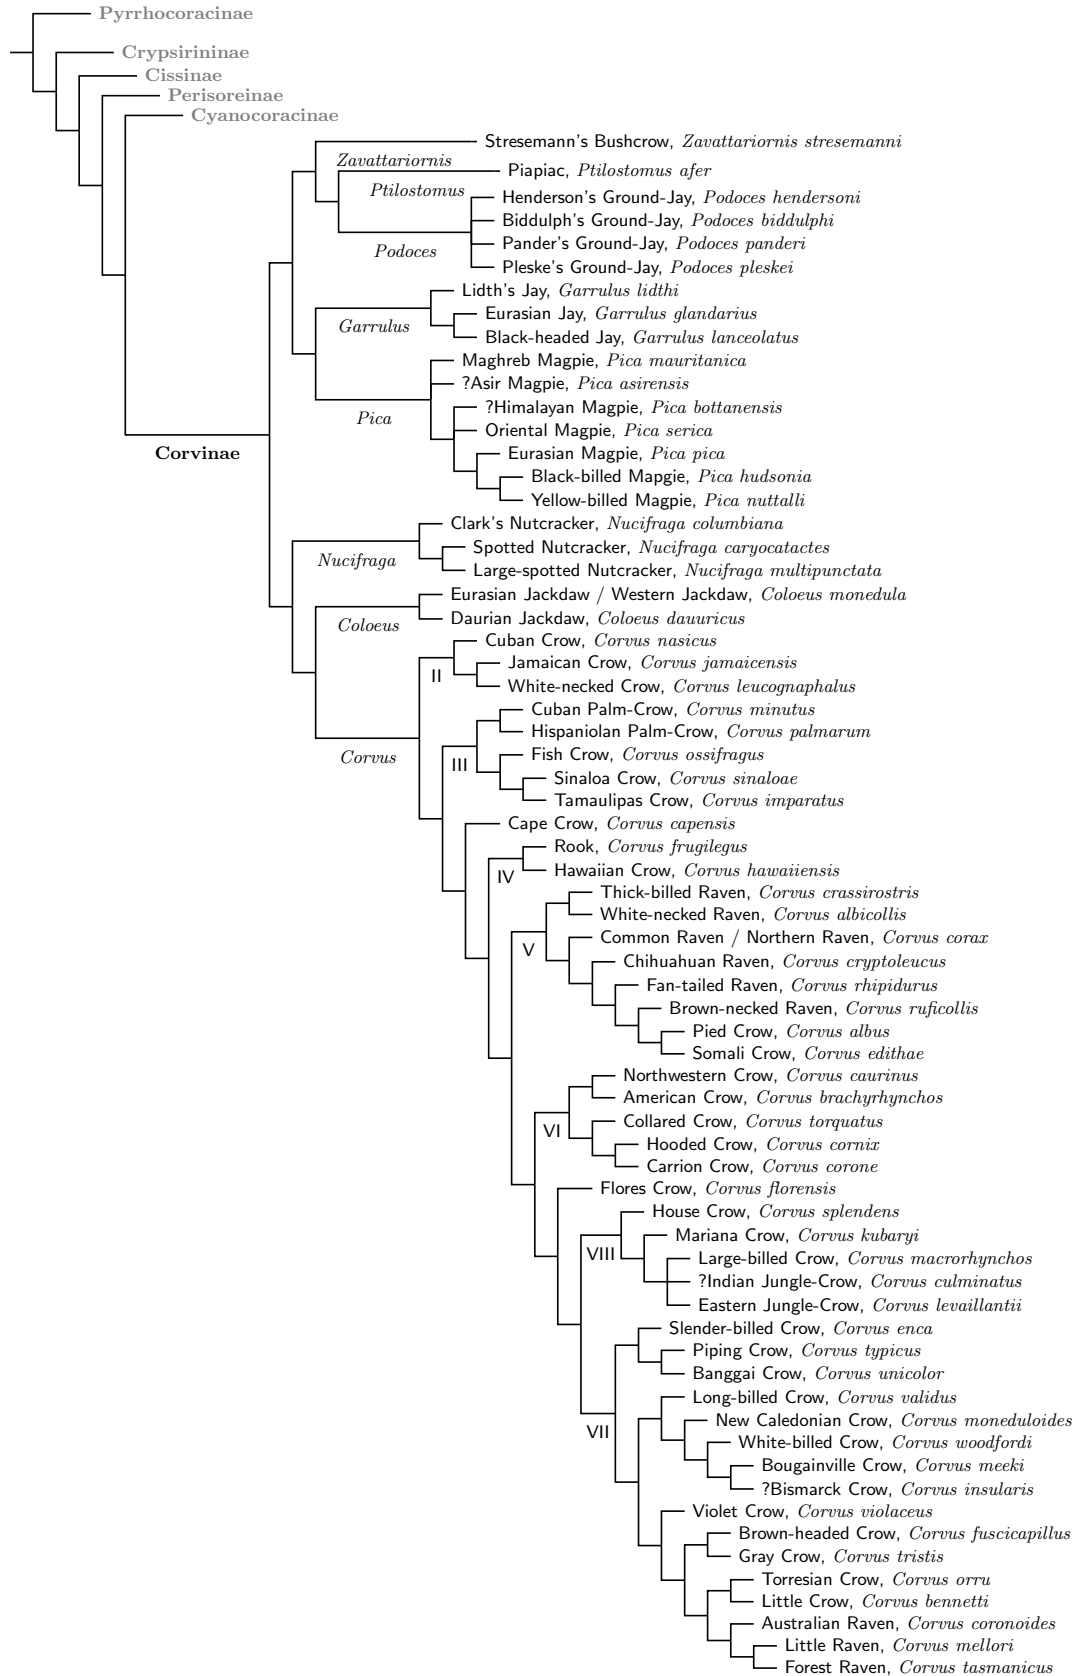 Pyrrhocoracinae
Crypsirininae
Cissinae
Perisoreinae
Cyanocoracinae
Stresemann's Bushcrow, Zavattariornis stresemanni
Zavattariornis
Piapiac, Ptilostomus afer
Ptilostomus
Henderson's Ground-Jay, Podoces hendersoni
Biddulph's Ground-Jay, Podoces biddulphi
Pander's Ground-Jay, Podoces panderi
Podoces
Pleske's Ground-Jay, Podoces pleskei
Lidth's Jay, Garrulus lidthi
Eurasian Jay, Garrulus glandarius
Garrulus
Black-headed Jay, Garrulus lanceolatus
Maghreb Magpie, Pica mauritanica
?Asir Magpie, Pica asirensis
?Himalayan Magpie, Pica bottanensis
Pica
Oriental Magpie, Pica serica
Corvinae
Eurasian Magpie, Pica pica
Black-billed Mapgie, Pica hudsonia
Yellow-billed Magpie, Pica nuttalli
Clark's Nutcracker, Nucifraga columbiana
Spotted Nutcracker, Nucifraga caryocatactes
Nucifraga
Large-spotted Nutcracker, Nucifraga multipunctata
Eurasian Jackdaw / Western Jackdaw, Coloeus monedula
Daurian Jackdaw, Coloeus dauuricus
Coloeus
Cuban Crow, Corvus nasicus
Jamaican Crow, Corvus jamaicensis
II
White-necked Crow, Corvus leucognaphalus
Cuban Palm-Crow, Corvus minutus
Hispaniolan Palm-Crow, Corvus palmarum
Fish Crow, Corvus ossifragus
Corvus
III
Sinaloa Crow, Corvus sinaloae
Tamaulipas Crow, Corvus imparatus
Cape Crow, Corvus capensis
Rook, Corvus frugilegus
Hawaiian Crow, Corvus hawaiiensis
IV
Thick-billed Raven, Corvus crassirostris
White-necked Raven, Corvus albicollis
Common Raven / Northern Raven, Corvus corax
V
Chihuahuan Raven, Corvus cryptoleucus
Fan-tailed Raven, Corvus rhipidurus
Brown-necked Raven, Corvus ruficollis
Pied Crow, Corvus albus
Somali Crow, Corvus edithae
Northwestern Crow, Corvus caurinus
American Crow, Corvus brachyrhynchos
Collared Crow, Corvus torquatus
VI
Hooded Crow, Corvus cornix
Carrion Crow, Corvus corone
Flores Crow, Corvus florensis
House Crow, Corvus splendens
Mariana Crow, Corvus kubaryi
VIII
Large-billed Crow, Corvus macrorhynchos
?Indian Jungle-Crow, Corvus culminatus
Eastern Jungle-Crow, Corvus levaillantii
Slender-billed Crow, Corvus enca
Piping Crow, Corvus typicus
Banggai Crow, Corvus unicolor
Long-billed Crow, Corvus validus
New Caledonian Crow, Corvus moneduloides
VII
White-billed Crow, Corvus woodfordi
Bougainville Crow, Corvus meeki
?Bismarck Crow, Corvus insularis
Violet Crow, Corvus violaceus
Brown-headed Crow, Corvus fuscicapillus
Gray Crow, Corvus tristis
Torresian Crow, Corvus orru
Little Crow, Corvus bennetti
Australian Raven, Corvus coronoides
Little Raven, Corvus mellori
Forest Raven, Corvus tasmanicus